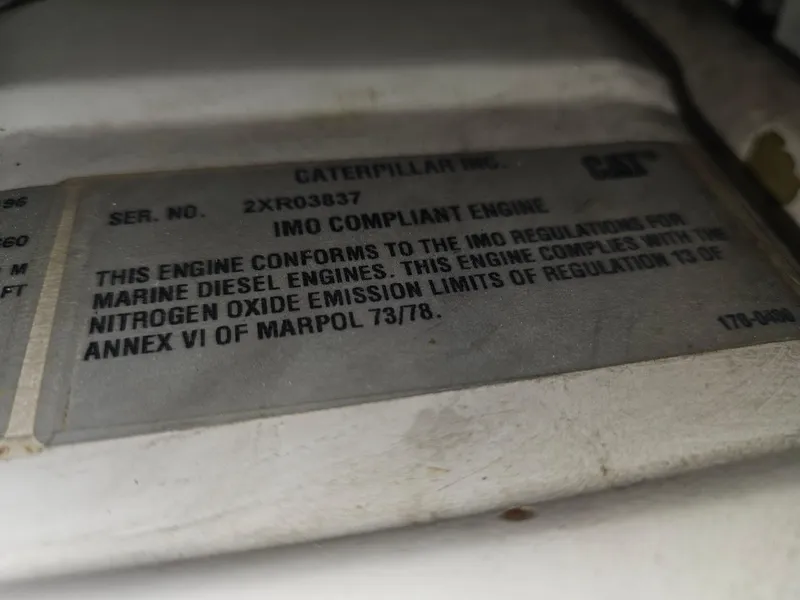 CATERPILLAR INC.
CAT
SER. NO. 2XR03837
IMO COMPLIANT ENGINE
THIS ENGINE CONFORMS TO THE IMO REGULATIONS FOR
MARINE DIESEL ENGINES. THIS ENGINE COMPLIES WITH THE
NITROGEN OXIDE EMISSION LIMITS OF REGULATION 13 OF
ANNEX VI OF MARPOL 73/78.
96
60
M
FT